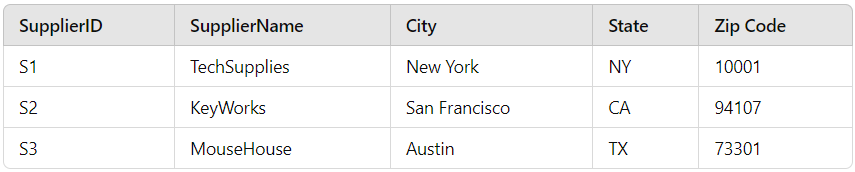 SupplierID SupplierName City State Zip Code
S1 TechSupplies New York NY 10001
S2 KeyWorks San Francisco CA 94107
S3 MouseHouse Austin TX 73301